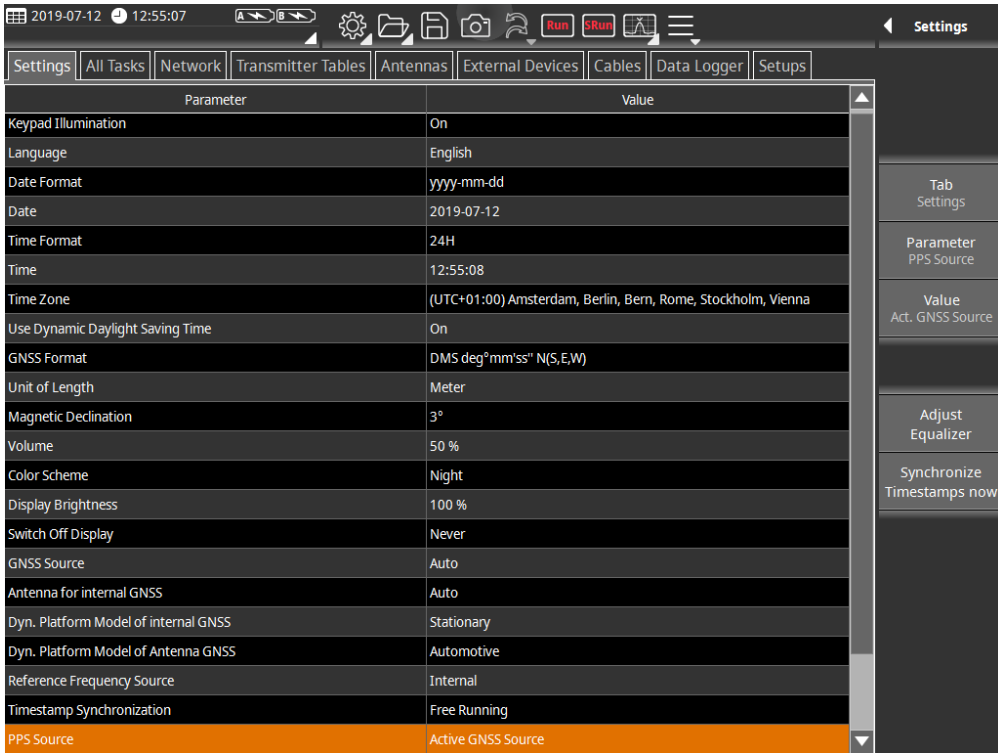 2019-07-12 12:55:07 A B Run SRun Settings
Settings All Tasks Network Transmitter Tables Antennas External Devices Cables Data Logger Setups
Parameter Value
Keypad Illumination On
Language English
Date Format yyyy-mm-dd
Date 2019-07-12
Time Format 24H
Time 12:55:08
Time Zone (UTC+01:00) Amsterdam, Berlin, Bern, Rome, Stockholm, Vienna
Use Dynamic Daylight Saving Time On
GNSS Format DMS deg°mm'ss'' N(S,E,W)
Unit of Length Meter
Magnetic Declination 3°
Volume 50 %
Color Scheme Night
Display Brightness 100 %
Switch Off Display Never
GNSS Source Auto
Antenna for internal GNSS Auto
Dyn. Platform Model of internal GNSS Stationary
Dyn. Platform Model of Antenna GNSS Automotive
Reference Frequency Source Internal
Timestamp Synchronization Free Running
PPS Source Active GNSS Source
Tab
Settings
Parameter
PPS Source
Value
Act. GNSS Source
Adjust
Equalizer
Synchronize
Timestamps now